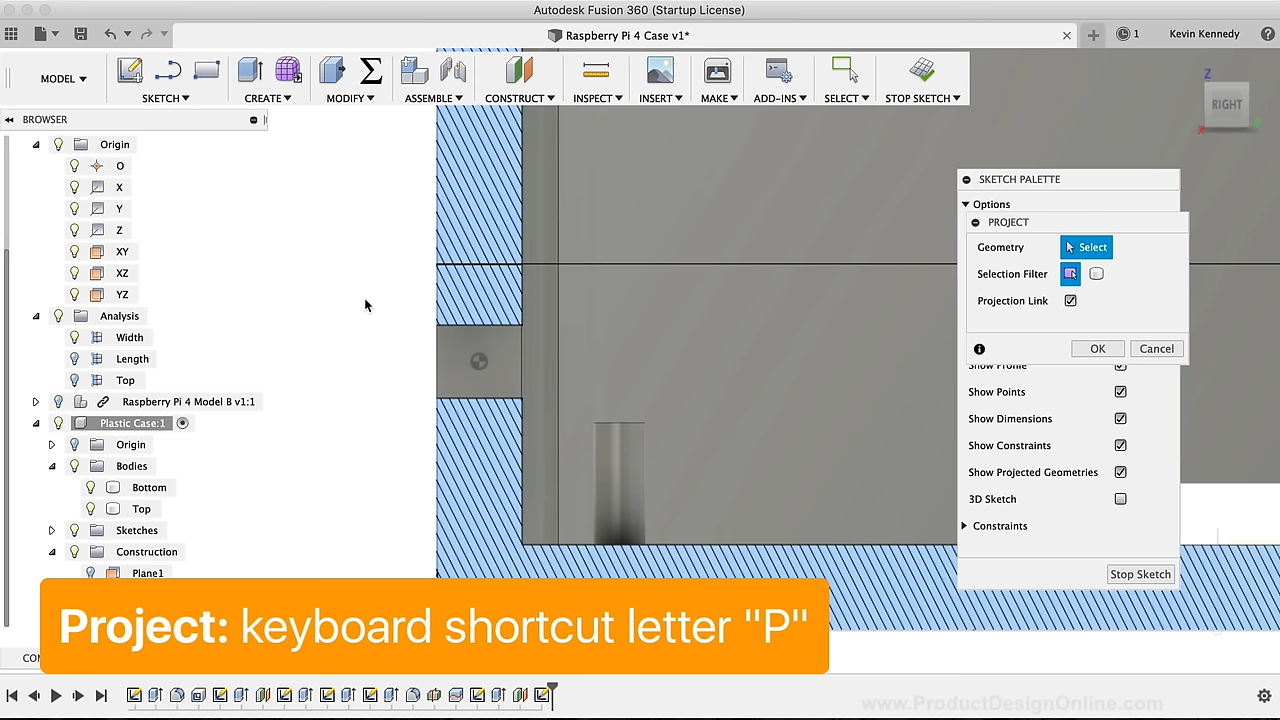 Autodesk Fusion 360 (Startup License)
Raspberry Pi 4 Case v1*
1
Kevin Kennedy
MODEL
SKETCH
CREATE
MODIFY
ASSEMBLE
CONSTRUCT
INSPECT
INSERT
MAKE
ADD-INS
SELECT
STOP SKETCH
BROWSER
Z
RIGHT
X
Origin
O
X
Y
Z
XY
XZ
YZ
Analysis
Width
Length
Top
Raspberry Pi 4 Model B v1:1
Plastic Case:1
Origin
Bodies
Bottom
Top
Sketches
Construction
Plane1
SKETCH PALETTE
Options
PROJECT
Geometry
Select
Selection Filter
Projection Link
OK
Cancel
Show Profile
Show Points
Show Dimensions
Show Constraints
Show Projected Geometries
3D Sketch
Constraints
Stop Sketch
Project: keyboard shortcut letter "P"
www.ProductDesignOnline.com